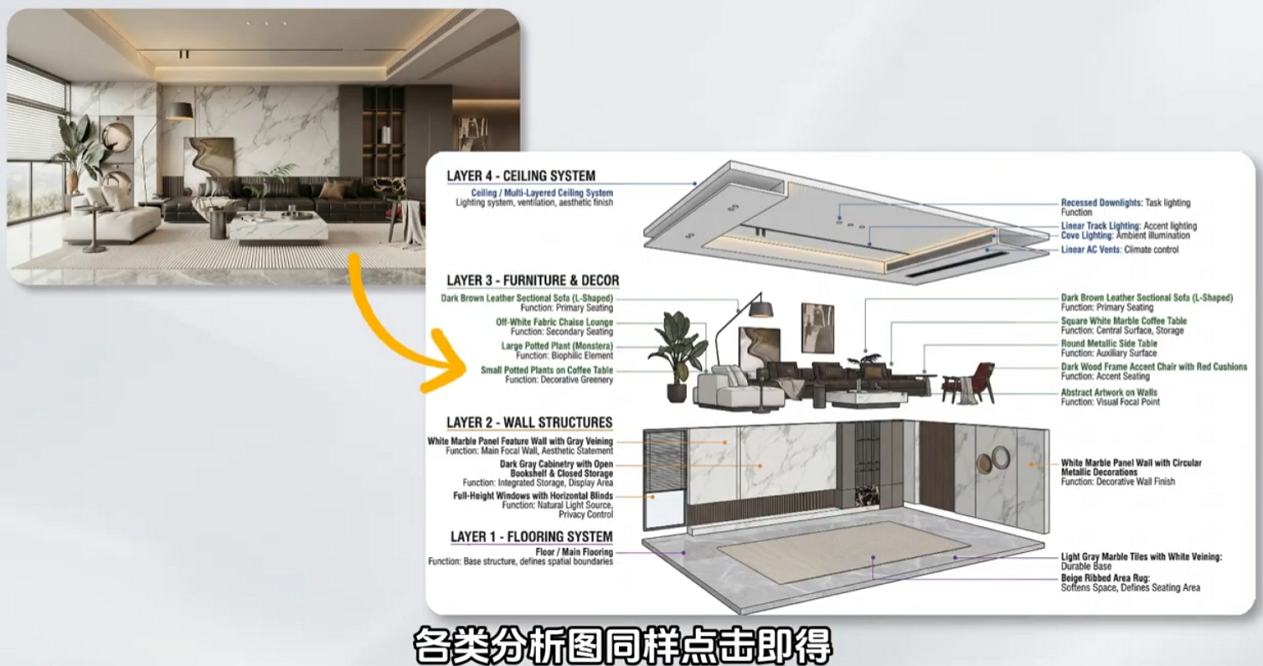 LAYER 4 - CEILING SYSTEM
Ceiling / Multi-Layered Ceiling System
Lighting system, ventilation, aesthetic finish
Recessed Downlights: Task lighting
Function
Linear Track Lighting: Accent lighting
Cove Lighting: Ambient illumination
Linear AC Vents: Climate control
LAYER 3 - FURNITURE & DECOR
Dark Brown Leather Sectional Sofa (L-Shaped)
Function: Primary Seating
Off-White Fabric Chaise Lounge
Function: Secondary Seating
Large Potted Plant (Monstera)
Function: Biophilic Element
Small Potted Plants on Coffee Table
Function: Decorative Greenery
Dark Brown Leather Sectional Sofa (L-Shaped)
Function: Primary Seating
Square White Marble Coffee Table
Function: Central Surface, Storage
Round Metallic Side Table
Function: Auxiliary Surface
Dark Wood Frame Accent Chair with Red Cushions
Function: Accent Seating
Abstract Artwork on Walls
Function: Visual Focal Point
LAYER 2 - WALL STRUCTURES
White Marble Panel Feature Wall with Gray Veining
Function: Main Focal Wall, Aesthetic Statement
Dark Gray Cabinetry with Open
Bookshelf & Closed Storage
Function: Integrated Storage, Display Area
Full-Height Windows with Horizontal Blinds
Function: Natural Light Source,
Privacy Control
White Marble Panel Wall with Circular
Metallic Decorations
Function: Decorative Wall Finish
LAYER 1 - FLOORING SYSTEM
Floor / Main Flooring
Function: Base structure, defines spatial boundaries
Light Gray Marble Tiles with White Veining:
Durable Base
Beige Ribbed Area Rug:
Softens Space, Defines Seating Area
各类分析图同样点击即得